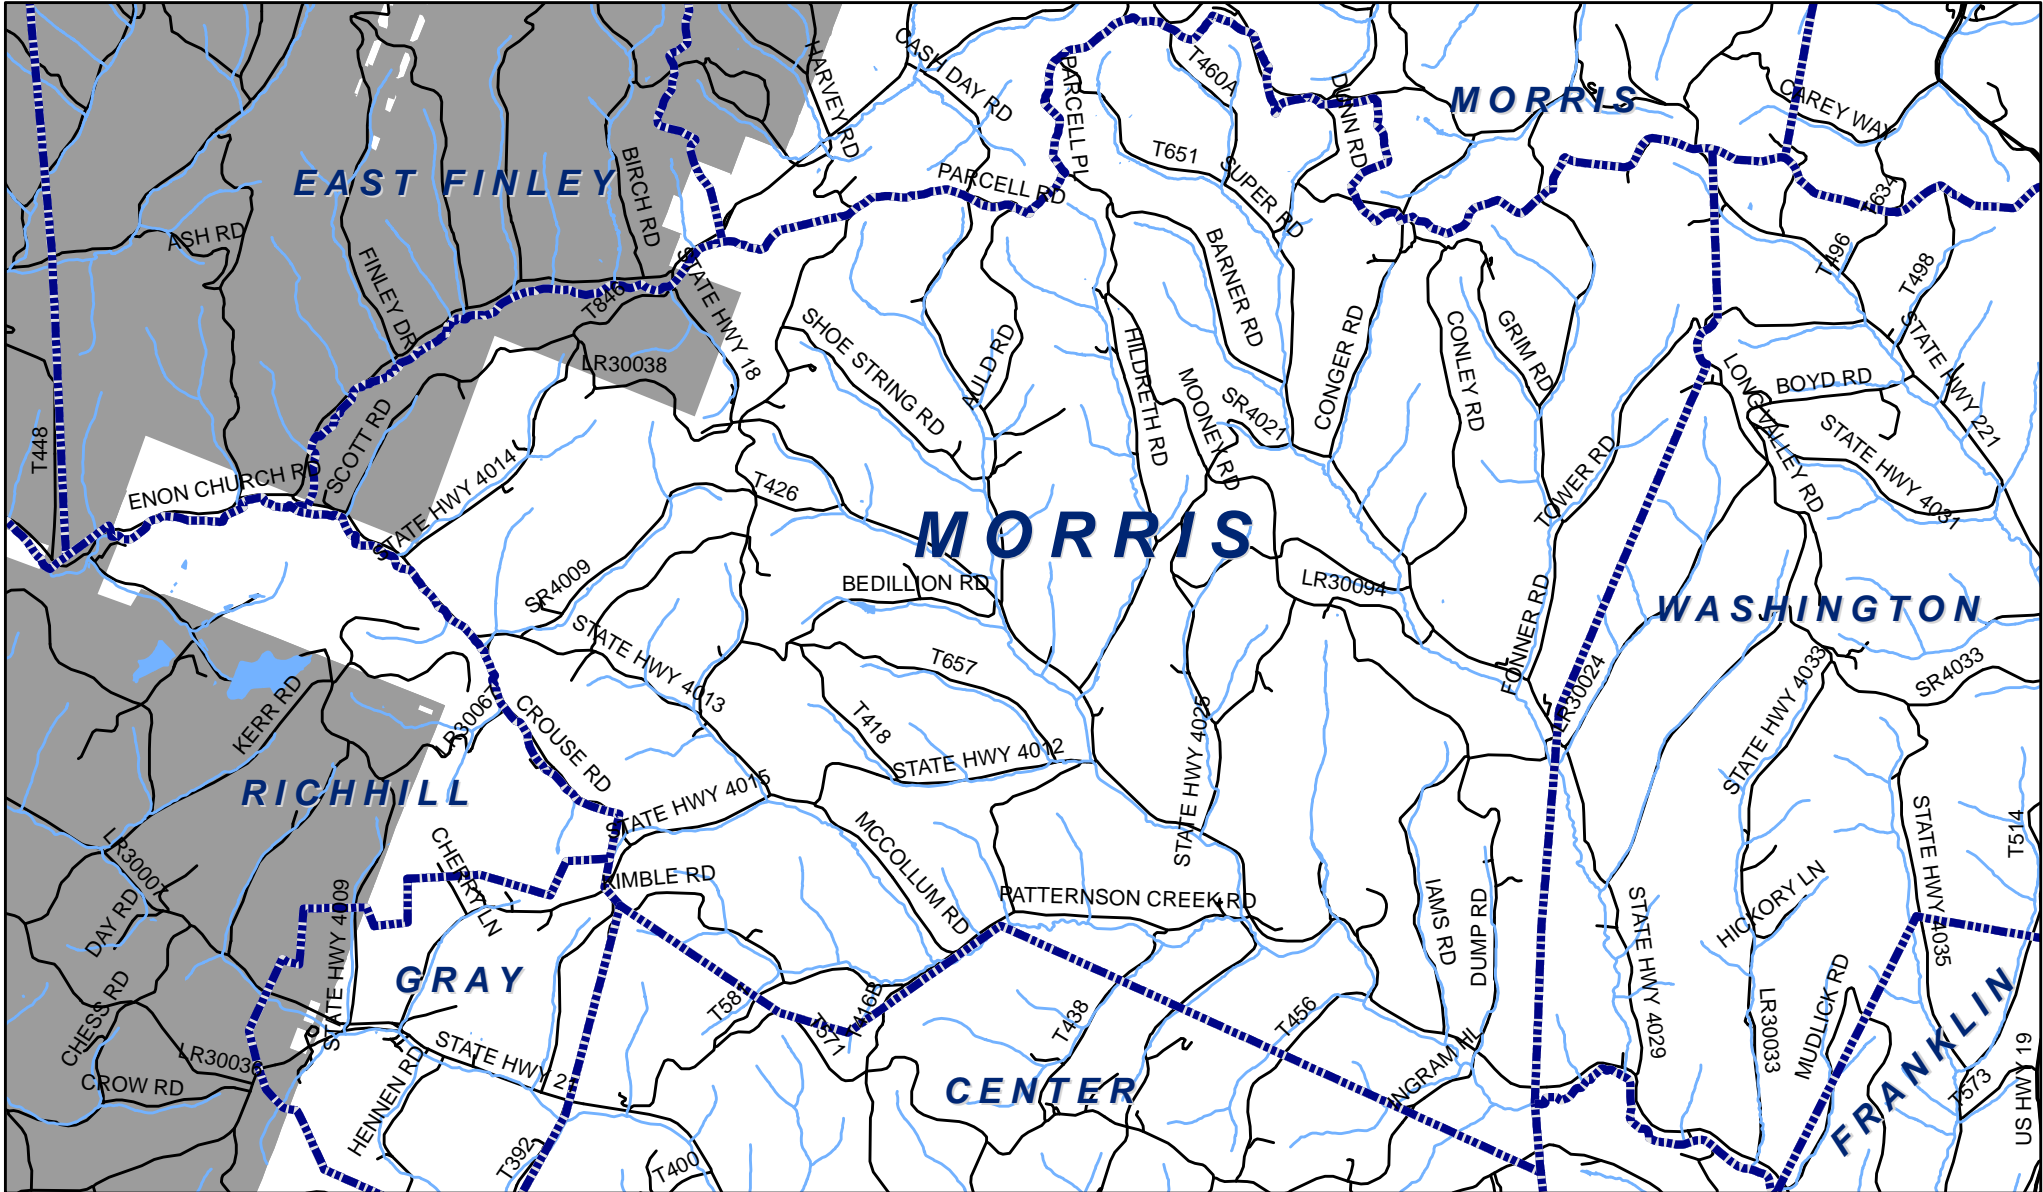 HARVEY RD
CASH DAY RD
PARCELL PL
T460A
DUNN RD
MORRIS
CAREY WAY
EAST FINLEY
BIRCH RD
PARCELL RD
T651
SUPER RD
T634
ASH RD
FINLEY DR
STATE HWY 18
T846
BARNER RD
T496
T498
LR30038
SHOE STRING RD
AULD RD
HILDRETH RD
MOONEY RD
SR4021
CONGER RD
CONLEY RD
GRIM RD
LONG VALLEY RD
BOYD RD
STATE HWY 221
STATE HWY 4031
T448
ENON CHURCH RD
SCOTT RD
STATE HWY 4014
T426
MORRIS
TOWER RD
SR4009
BEDILLION RD
LR30094
FONNER RD
WASHINGTON
STATE HWY 4013
T657
LR30024
STATE HWY 4033
SR4033
KERR RD
LR30067
CROUSE RD
T418
STATE HWY 4012
STATE HWY 4025
RICHHILL
STATE HWY 4015
MCCOLLUM RD
STATE HWY 4035
T514
LR30007
CHERRY LN
KIMBLE RD
PATTERNSON CREEK RD
IAMS RD
DUMP RD
HICKORY LN
DAY RD
STATE HWY 4009
GRAY
STATE HWY 4029
CHESS RD
T571
T446B
T438
T456
LR30033
MUDLICK RD
FRANKLIN
CROW RD
HENNEN RD
STATE HWY 21
CENTER
INGRAM HL
T573
US HWY 19
T392
T400